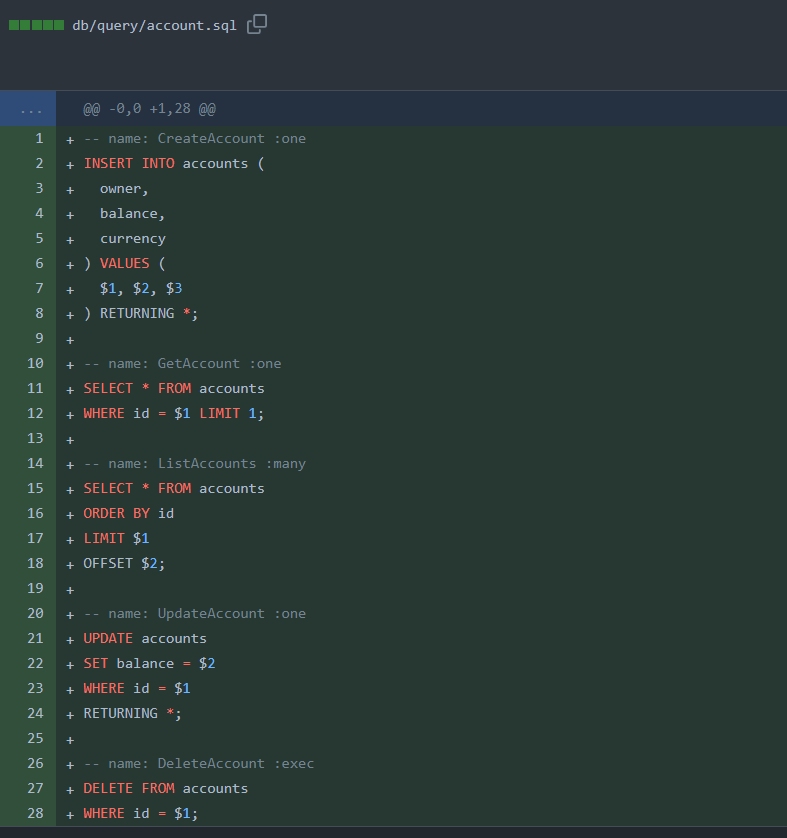 db/query/account.sql
... @@ -0,0 +1,28 @@
1 + -- name: CreateAccount :one
2 + INSERT INTO accounts (
3 +   owner,
4 +   balance,
5 +   currency
6 + ) VALUES (
7 +   $1, $2, $3
8 + ) RETURNING *;
9 +
10 + -- name: GetAccount :one
11 + SELECT * FROM accounts
12 + WHERE id = $1 LIMIT 1;
13 +
14 + -- name: ListAccounts :many
15 + SELECT * FROM accounts
16 + ORDER BY id
17 + LIMIT $1
18 + OFFSET $2;
19 +
20 + -- name: UpdateAccount :one
21 + UPDATE accounts
22 + SET balance = $2
23 + WHERE id = $1
24 + RETURNING *;
25 +
26 + -- name: DeleteAccount :exec
27 + DELETE FROM accounts
28 + WHERE id = $1;